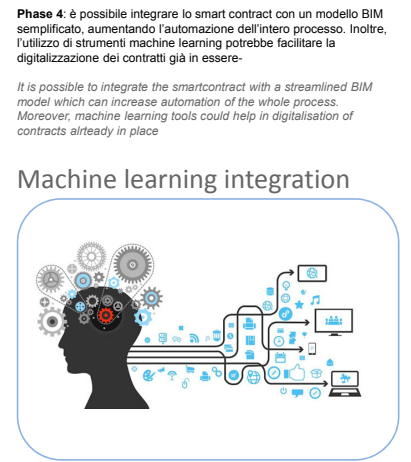 Phase 4: è possibile integrare lo smart contract con un modello BIM
semplificato, aumentando l'automazione dell'intero processo. Inoltre,
l'utilizzo di strumenti machine learning potrebbe facilitare la
digitalizzazione dei contratti già in essere-
It is possible to integrate the smartcontract with a streamlined BIM
model which can increase automation of the whole process.
Moreover, machine learning tools could help in digitalisation of
contracts alrteady in place
Machine learning integration